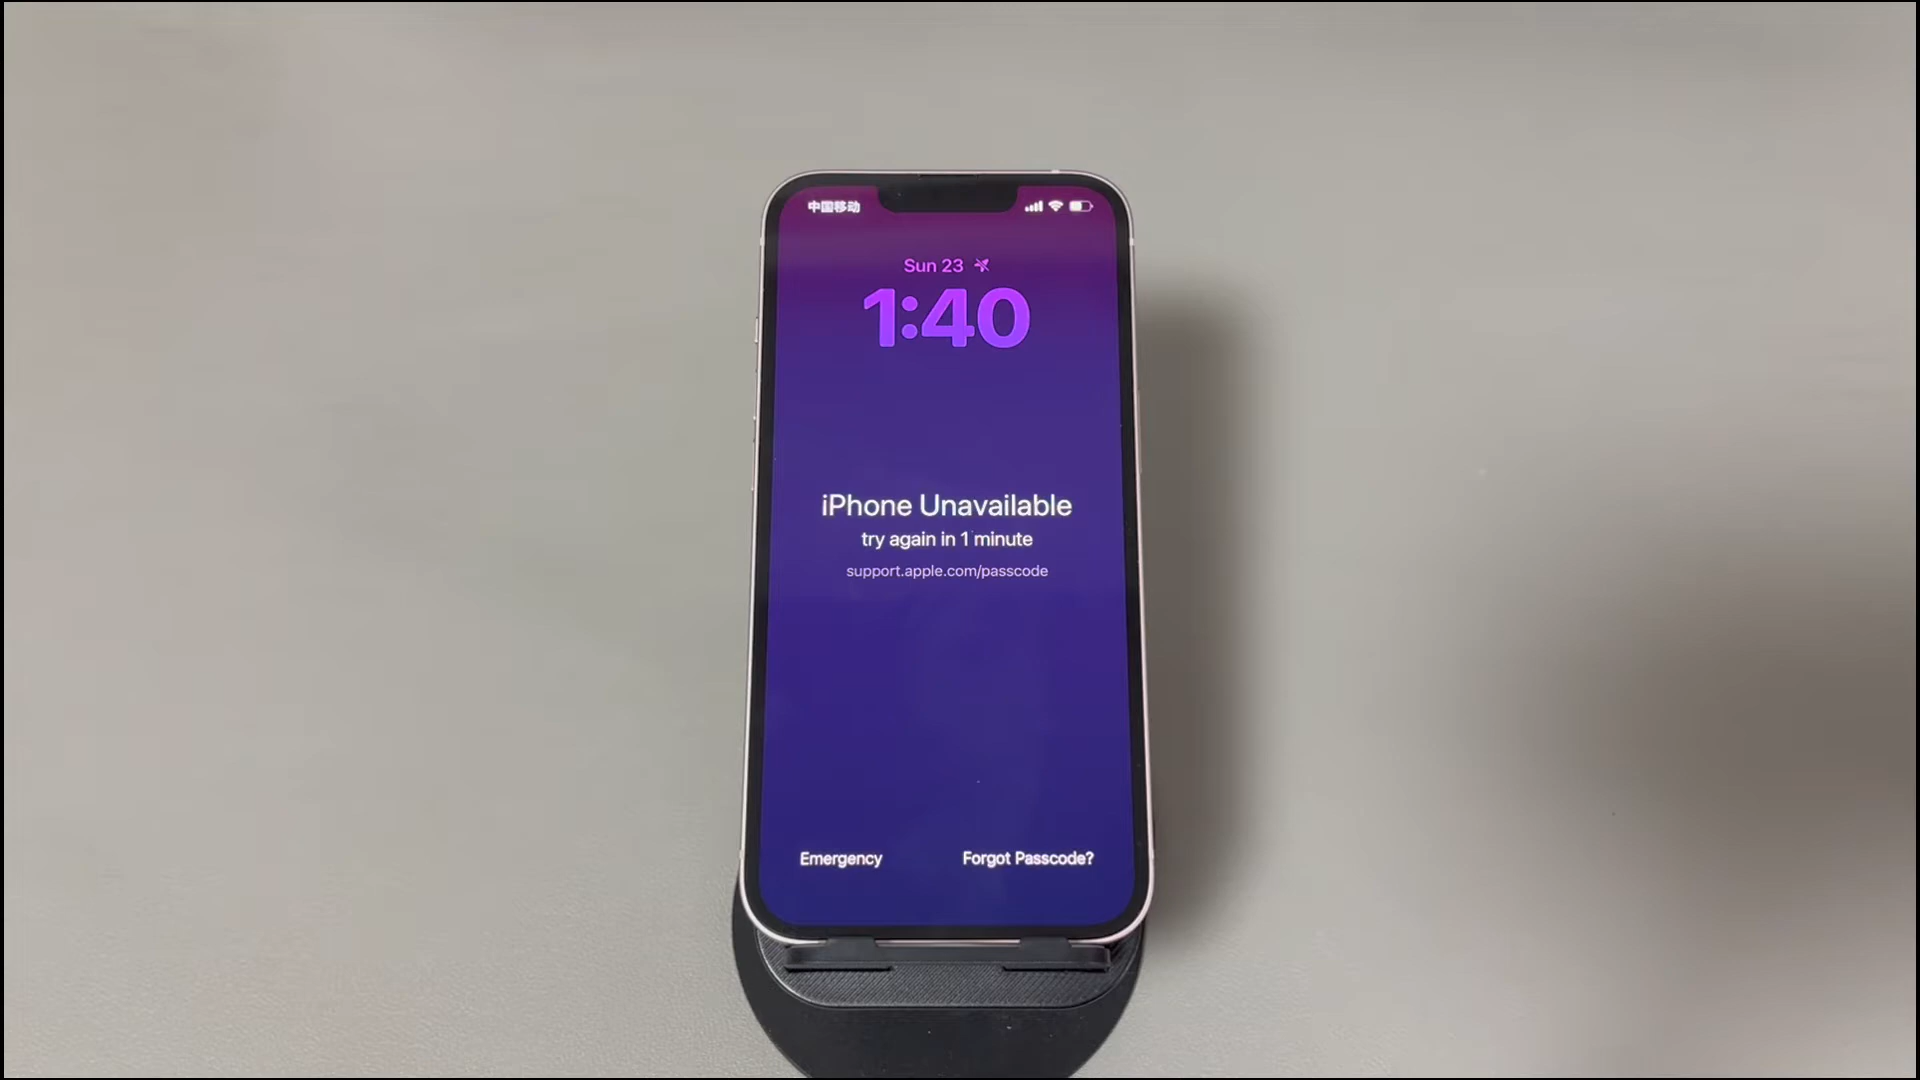 中国移动
Sun 23
1:40
iPhone Unavailable
try again in 1 minute
support.apple.com/passcode
Emergency
Forgot Passcode?